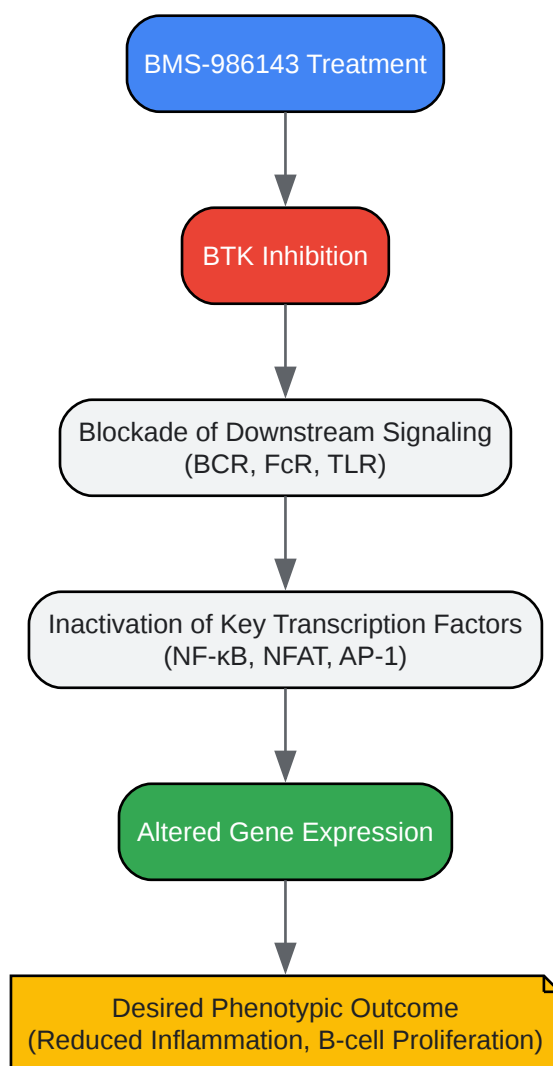 BMS-986143 Treatment
BTK Inhibition
Blockade of Downstream Signaling
(BCR, FcR, TLR)
Inactivation of Key Transcription Factors
(NF-κB, NFAT, AP-1)
Altered Gene Expression
Desired Phenotypic Outcome
(Reduced Inflammation, B-cell Proliferation)